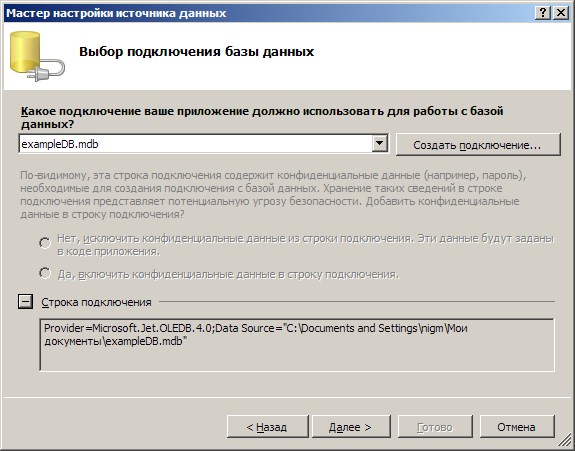 Мастер настройки источника данных
Выбор подключения базы данных
Какое подключение ваше приложение должно использовать для работы с базой
данных?
exampleDB.mdb
Создать подключение...
По-видимому, эта строка подключения содержит конфиденциальные данные (например, пароль),
необходимые для создания подключения с базой данных. Хранение таких сведений в строке
подключения представляет потенциальную угрозу безопасности. Добавить конфиденциальные
данные в строку подключения?
Нет, исключить конфиденциальные данные из строки подключения. Эти данные будут заданы
в коде приложения.
Да, включить конфиденциальные данные в строку подключения.
Строка подключения
Provider=Microsoft.Jet.OLEDB.4.0;Data Source="C:\Documents and Settings\nigm\Мои
документы\exampleDB.mdb"
< Назад
Далее >
Готово
Отмена